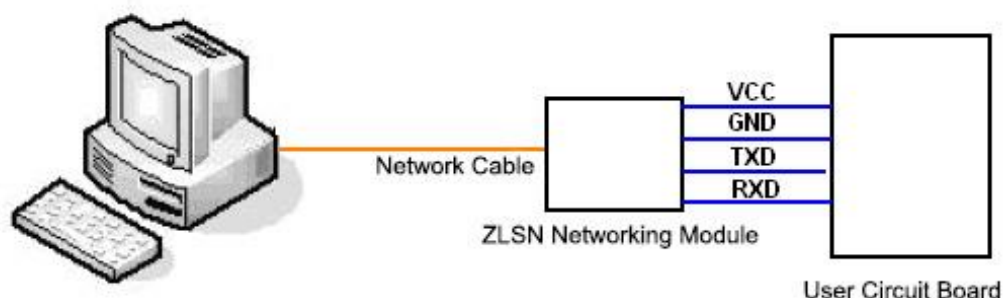 VCC
GND
TXD
RXD
Network Cable
ZLSN Networking Module
User Circuit Board